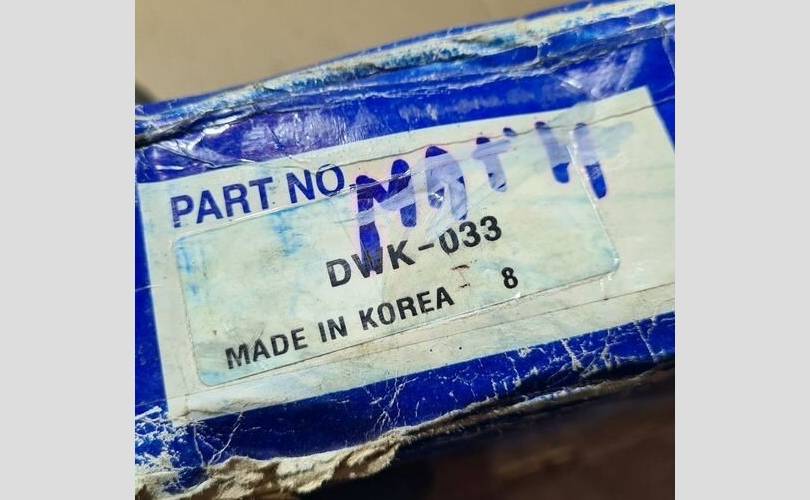 PART NO.
DWK-033
MADE IN KOREA 8